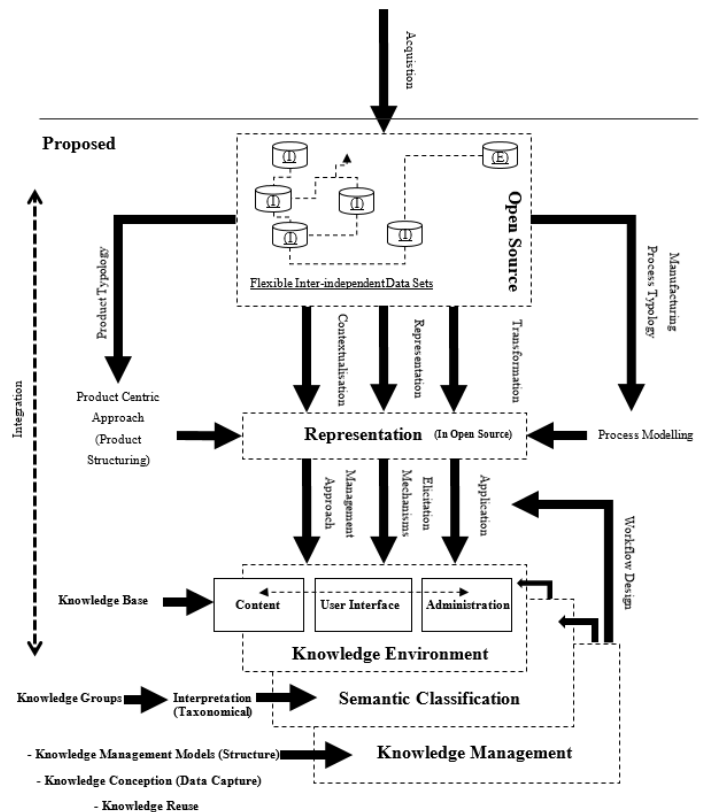 Acquistion
Proposed
(I)
(E)
(I)
(I)
(I)
(I)
Open Source
Flexible Inter-independent Data Sets
Product Typology
Manufacturing
Process Typology
Contextualisation
Representation
Transformation
Integration
Product Centric
Approach
(Product
Structuring)
Representation (In Open Source)
Process Modelling
Management
Approach
Elicitation
Mechanisms
Application
Workflow Design
Knowledge Base
Content
User Interface
Administration
Knowledge Environment
Knowledge Groups
Interpretation
(Taxonomical)
Semantic Classification
- Knowledge Management Models (Structure)
Knowledge Management
- Knowledge Conception (Data Capture)
- Knowledge Reuse